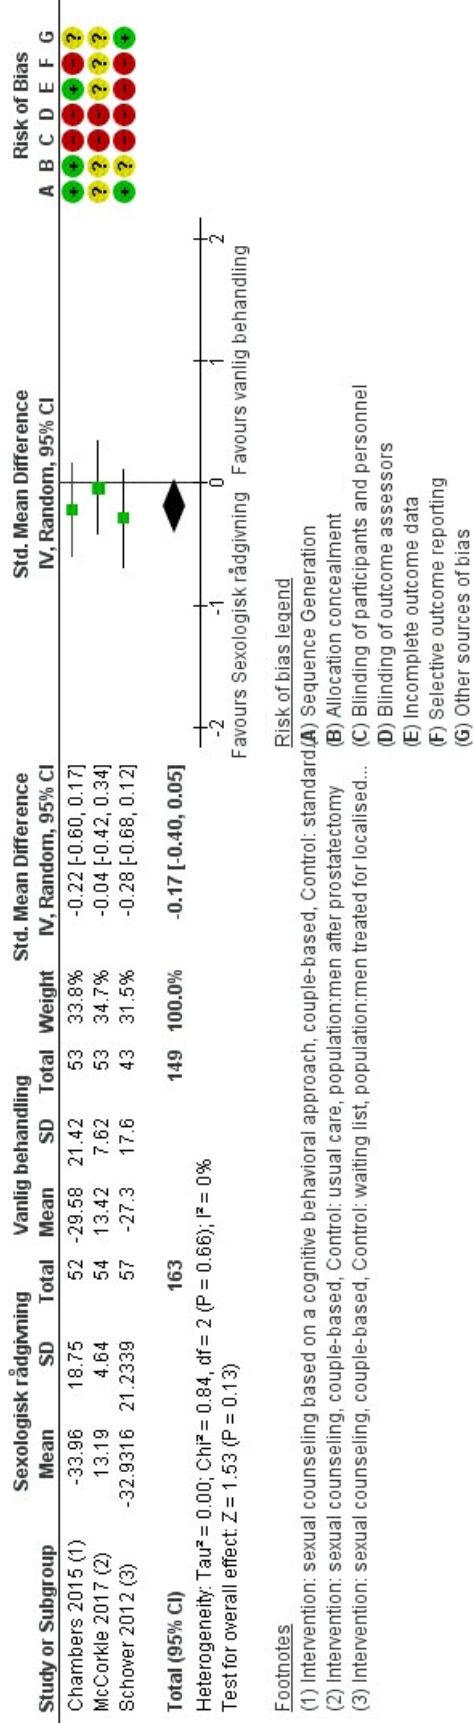 Sexologisk rådgivning Vanlig behandling Std. Mean Difference Std. Mean Difference Risk of Bias
Study or Subgroup Mean SD Total Mean SD Total Weight IV, Random, 95% CI IV, Random, 95% CI A B C D E F G
Chambers 2015 (1) -33.96 18.75 52 -29.58 21.42 53 33.8% -0.22 [-0.60, 0.17] + + - - + - ?
McCorkle 2017 (2) 13.19 4.64 54 13.42 7.62 53 34.7% -0.04 [-0.42, 0.34] ? ? - - ? ? ?
Schover 2012 (3) -32.9316 21.2339 57 -27.3 17.6 43 31.5% -0.28 [-0.68, 0.12] + ? - - - - +
Total (95% CI) 163 149 100.0% -0.17 [-0.40, 0.05]
Heterogeneity: Tau² = 0.00; Chi² = 0.84, df = 2 (P = 0.66); I² = 0%
Test for overall effect: Z = 1.53 (P = 0.13)
-2 -1 0 1 2
Favours Sexologisk rådgivning Favours vanlig behandling
Footnotes
(1) Intervention: sexual counseling based on a cognitive behavioral approach, couple-based, Control: standard
(2) Intervention: sexual counseling, couple-based, Control: usual care, population:men after prostatectomy
(3) Intervention: sexual counseling, couple-based, Control: waiting list, population:men treated for localised...
Risk of bias legend
(A) Sequence Generation
(B) Allocation concealment
(C) Blinding of participants and personnel
(D) Blinding of outcome assessors
(E) Incomplete outcome data
(F) Selective outcome reporting
(G) Other sources of bias